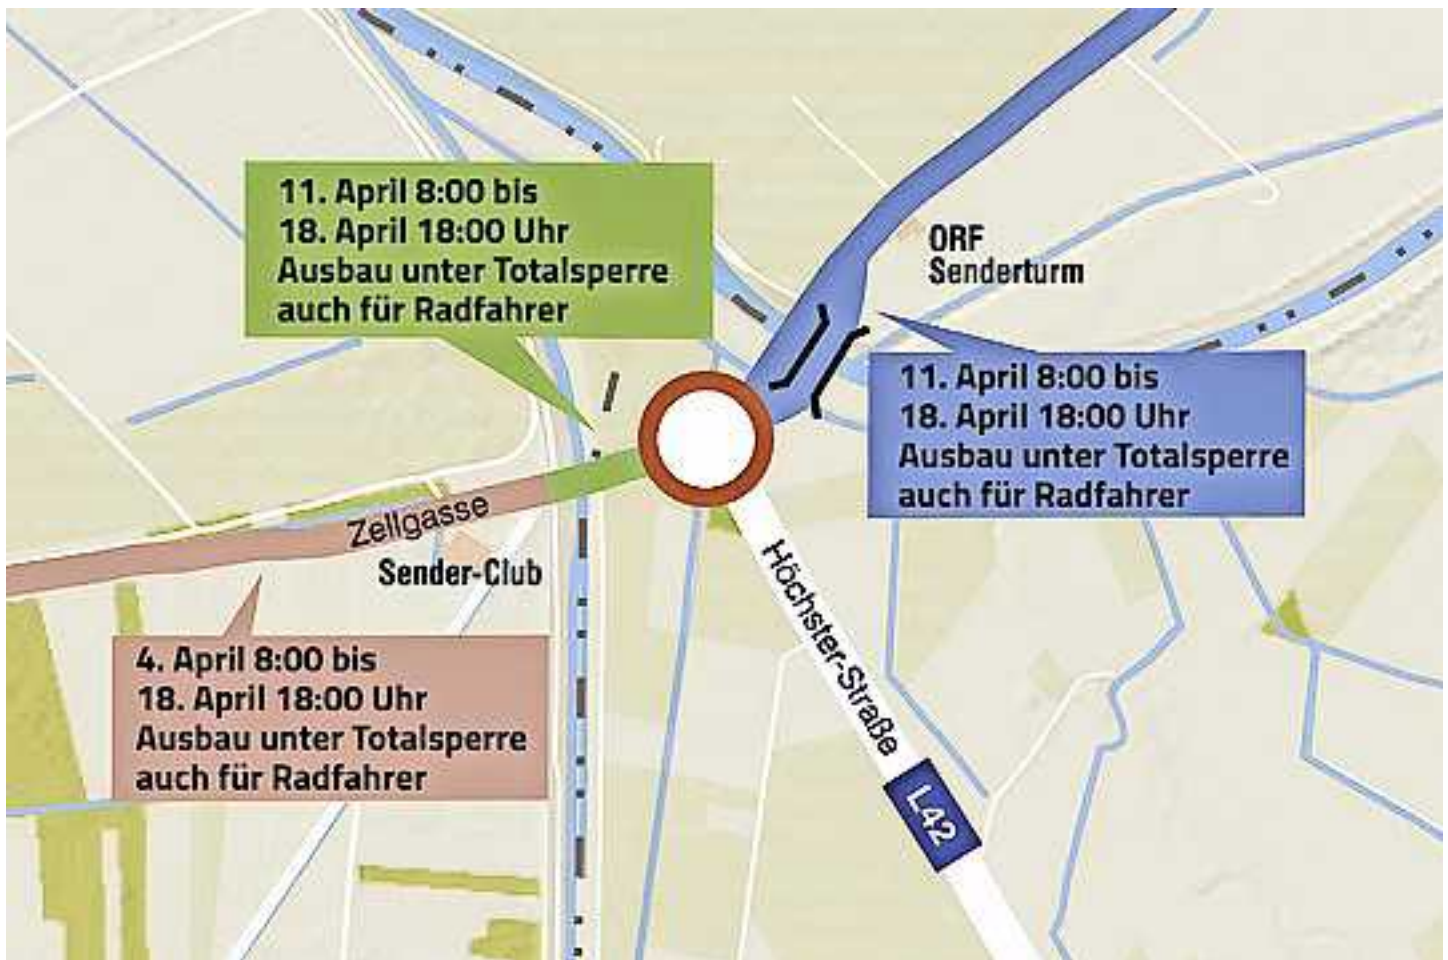 11. April 8:00 bis
18. April 18:00 Uhr
Ausbau unter Totalsperre
auch für Radfahrer
ORF
Senderturm
11. April 8:00 bis
18. April 18:00 Uhr
Ausbau unter Totalsperre
auch für Radfahrer
Zellgasse
Sender-Club
Höchster-Straße
4. April 8:00 bis
18. April 18:00 Uhr
Ausbau unter Totalsperre
auch für Radfahrer
L42